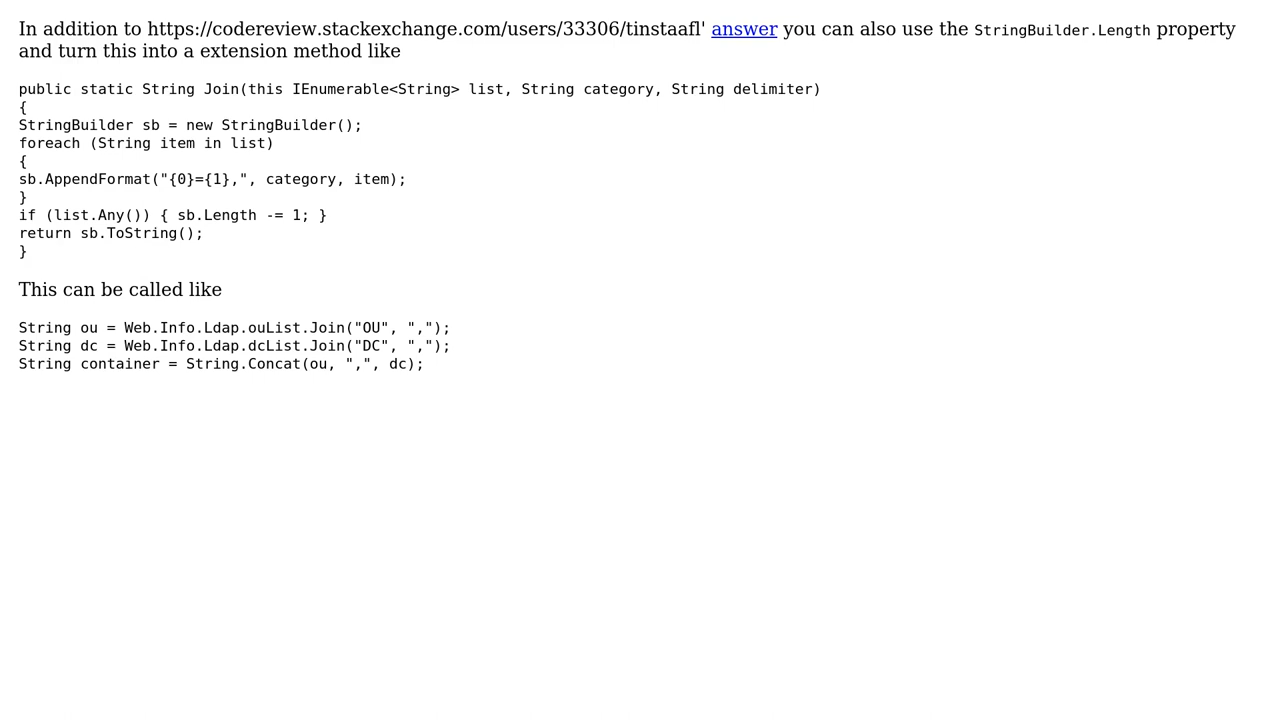 In addition to https://codereview.stackexchange.com/users/33306/tinstaafl' answer you can also use the StringBuilder.Length property
and turn this into a extension method like
public static String Join(this IEnumerable<String> list, String category, String delimiter)
{
StringBuilder sb = new StringBuilder();
foreach (String item in list)
{
sb.AppendFormat("{0}={1},", category, item);
}
if (list.Any()) { sb.Length -= 1; }
return sb.ToString();
}
This can be called like
String ou = Web.Info.Ldap.ouList.Join("OU", ",");
String dc = Web.Info.Ldap.dcList.Join("DC", ",");
String container = String.Concat(ou, ",", dc);